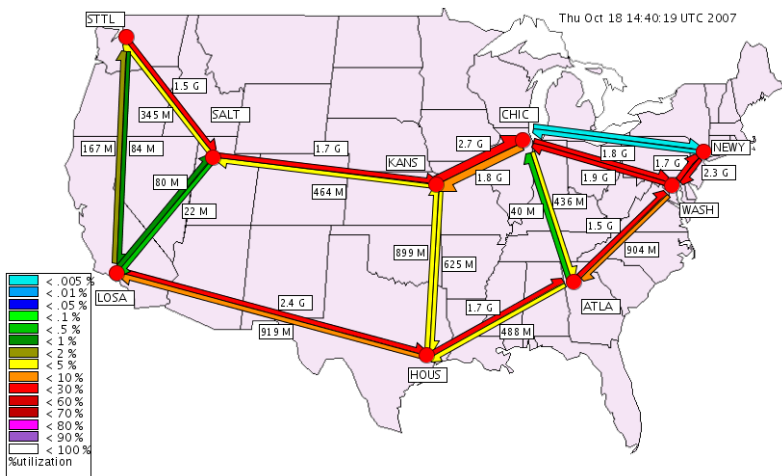 Thu Oct 18 14:40:19 UTC 2007
STTL
1.5 G
345 M
SALT
CHIC
167 M
84 M
1.7 G
KANS
2.7 G
1.8 G
NEWY
1.7 G
2.3 G
80 M
464 M
1.8 G
1.9 G
22 M
40 M
436 M
WASH
1.5 G
899 M
625 M
904 M
LOSA
2.4 G
919 M
1.7 G
488 M
ATLA
HOUS
< .005 %
< .01 %
< .05 %
< .1 %
< .5 %
< 1 %
< 2 %
< 5 %
< 10 %
< 30 %
< 60 %
< 70 %
< 80 %
< 90 %
< 100 %
%utilization